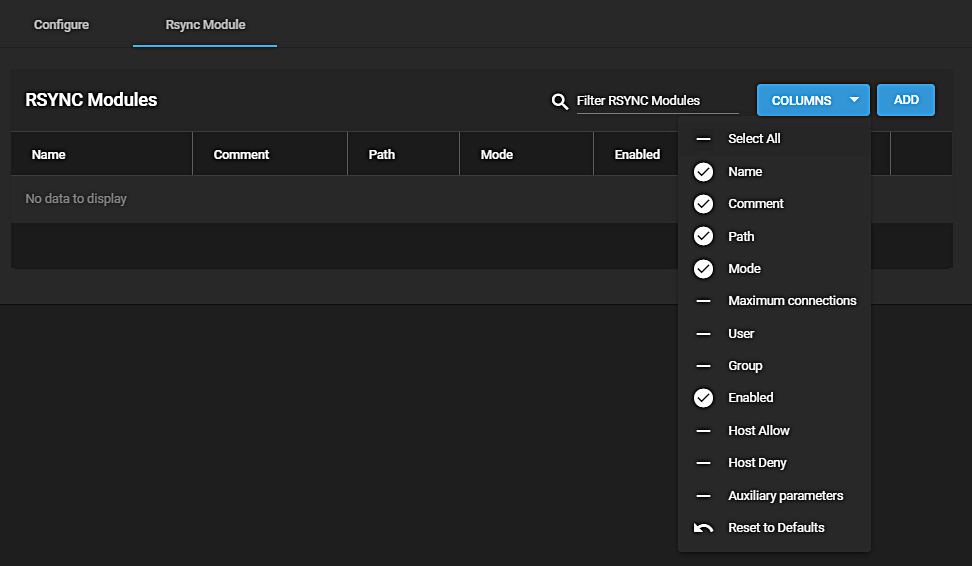 Configure Rsync Module
RSYNC Modules Filter RSYNC Modules COLUMNS ADD
Name Comment Path Mode Enabled
No data to display
Select All
Name
Comment
Path
Mode
Maximum connections
User
Group
Enabled
Host Allow
Host Deny
Auxiliary parameters
Reset to Defaults